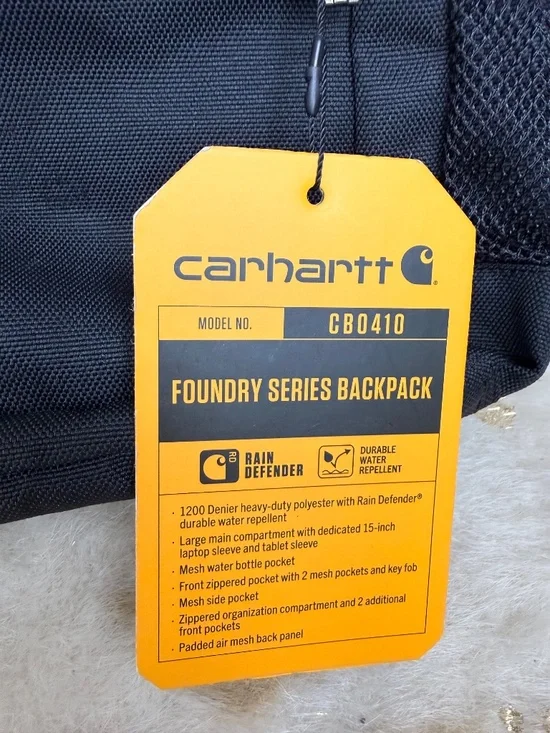 carhartt
MODEL NO. CB0410
FOUNDRY SERIES BACKPACK
RD RAIN
DEFENDER
DURABLE
WATER
REPELLENT
· 1200 Denier heavy-duty polyester with Rain Defender®
durable water repellent
· Large main compartment with dedicated 15-inch
laptop sleeve and tablet sleeve
· Mesh water bottle pocket
· Front zippered pocket with 2 mesh pockets and key fob
· Mesh side pocket
· Zippered organization compartment and 2 additional
front pockets
· Padded air mesh back panel